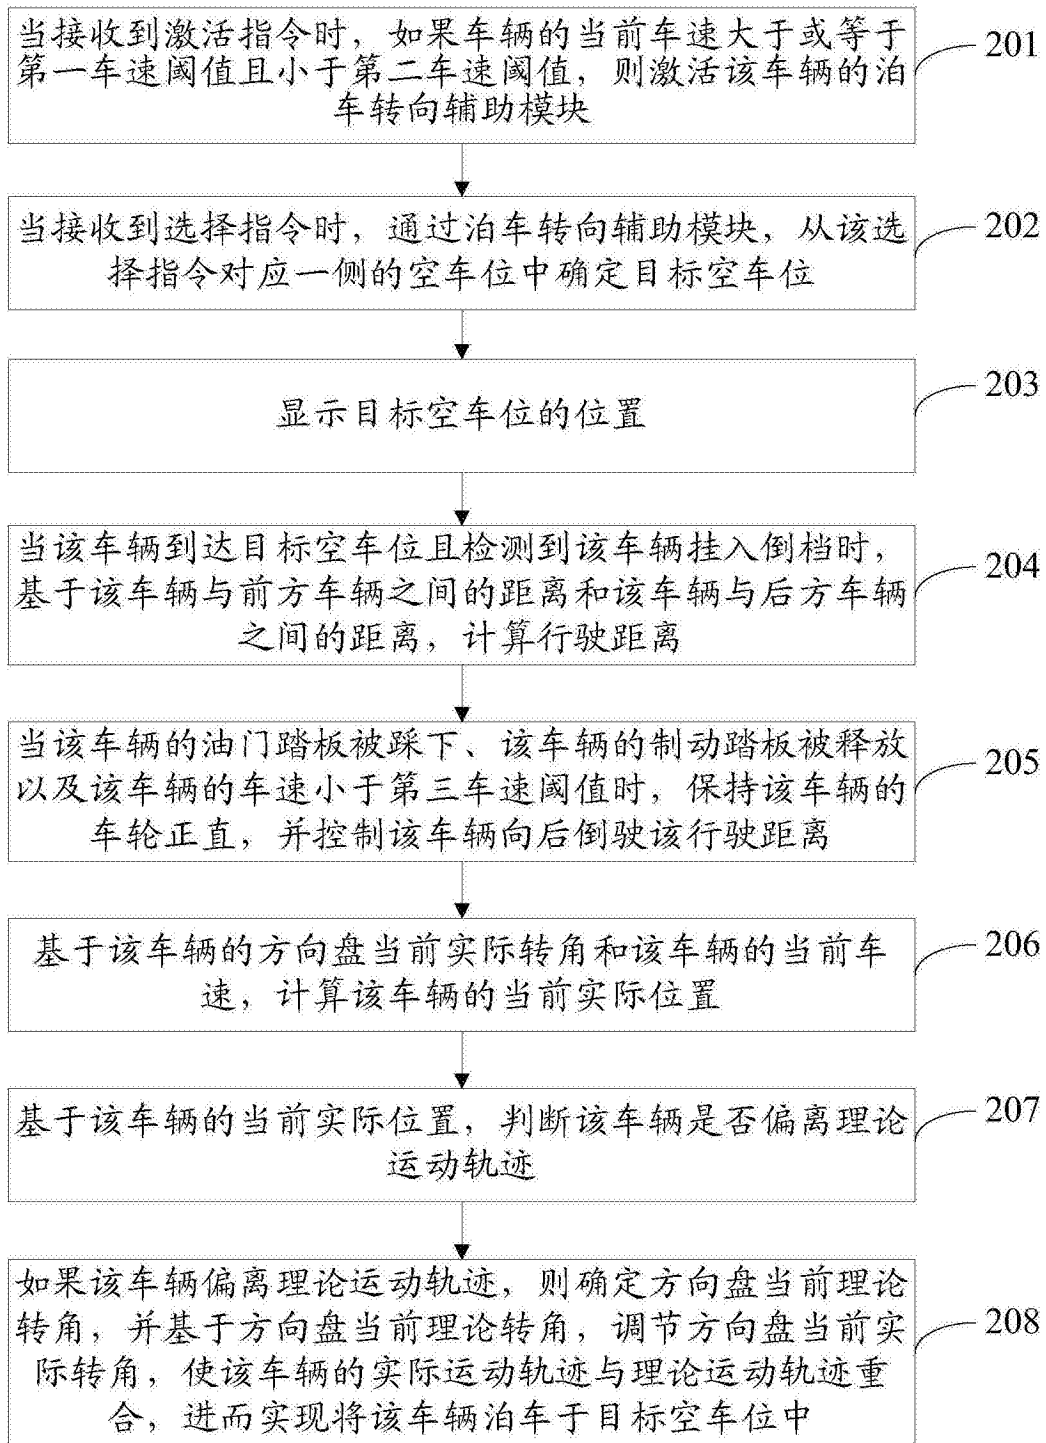 当接收到激活指令时，如果车辆的当前车速大于或等于
第一车速阈值且小于第二车速阈值，则激活该车辆的泊
车转向辅助模块
201
当接收到选择指令时，通过泊车转向辅助模块，从该选
择指令对应一侧的空车位中确定目标空车位
202
显示目标空车位的位置
203
当该车辆到达目标空车位且检测到该车辆挂入倒档时，
基于该车辆与前方车辆之间的距离和该车辆与后方车辆
之间的距离，计算行驶距离
204
当该车辆的油门踏板被踩下、该车辆的制动踏板被释放
以及该车辆的车速小于第三车速阈值时，保持该车辆的
车轮正直，并控制该车辆向后倒驶该行驶距离
205
基于该车辆的方向盘当前实际转角和该车辆的当前车
速，计算该车辆的当前实际位置
206
基于该车辆的当前实际位置，判断该车辆是否偏离理论
运动轨迹
207
如果该车辆偏离理论运动轨迹，则确定方向盘当前理论
转角，并基于方向盘当前理论转角，调节方向盘当前实
际转角，使该车辆的实际运动轨迹与理论运动轨迹重
合，进而实现将该车辆泊车于目标空车位中
208